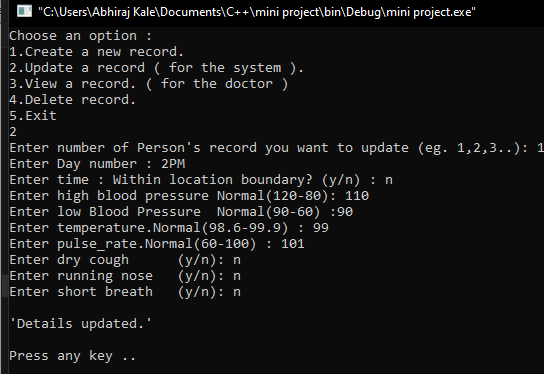 "C:\Users\Abhiraj Kale\Documents\C++\mini project\bin\Debug\mini project.exe"
Choose an option :
1.Create a new record.
2.Update a record ( for the system ).
3.View a record. ( for the doctor )
4.Delete record.
5.Exit
2
Enter number of Person's record you want to update (eg. 1,2,3..): 1
Enter Day number : 2PM
Enter time : Within location boundary? (y/n) : n
Enter high blood pressure Normal(120-80): 110
Enter low Blood Pressure  Normal(90-60) :90
Enter temperature.Normal(98.6-99.9) : 99
Enter pulse_rate.Normal(60-100) : 101
Enter dry cough      (y/n): n
Enter running nose   (y/n): n
Enter short breath   (y/n): n
'Details updated.'
Press any key ..